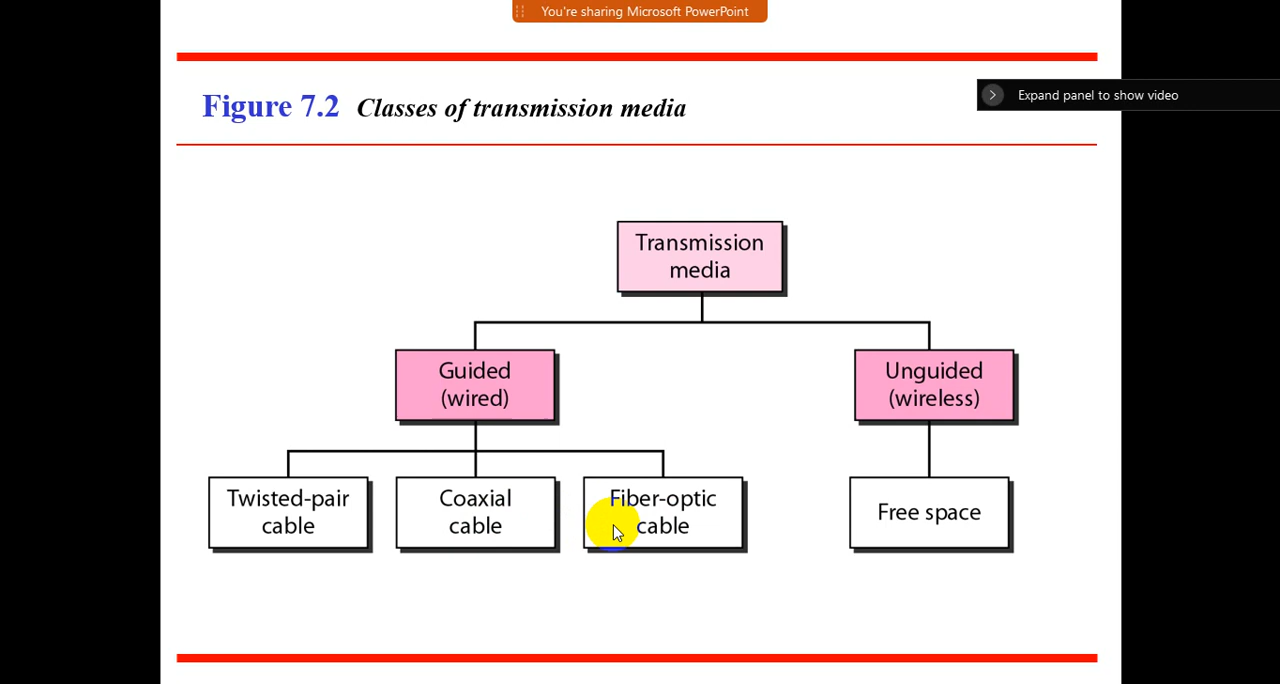 You're sharing Microsoft PowerPoint
Expand panel to show video
Figure 7.2 Classes of transmission media
Transmission
media
Guided
(wired)
Unguided
(wireless)
Twisted-pair
cable
Coaxial
cable
Fiber-optic
cable
Free space